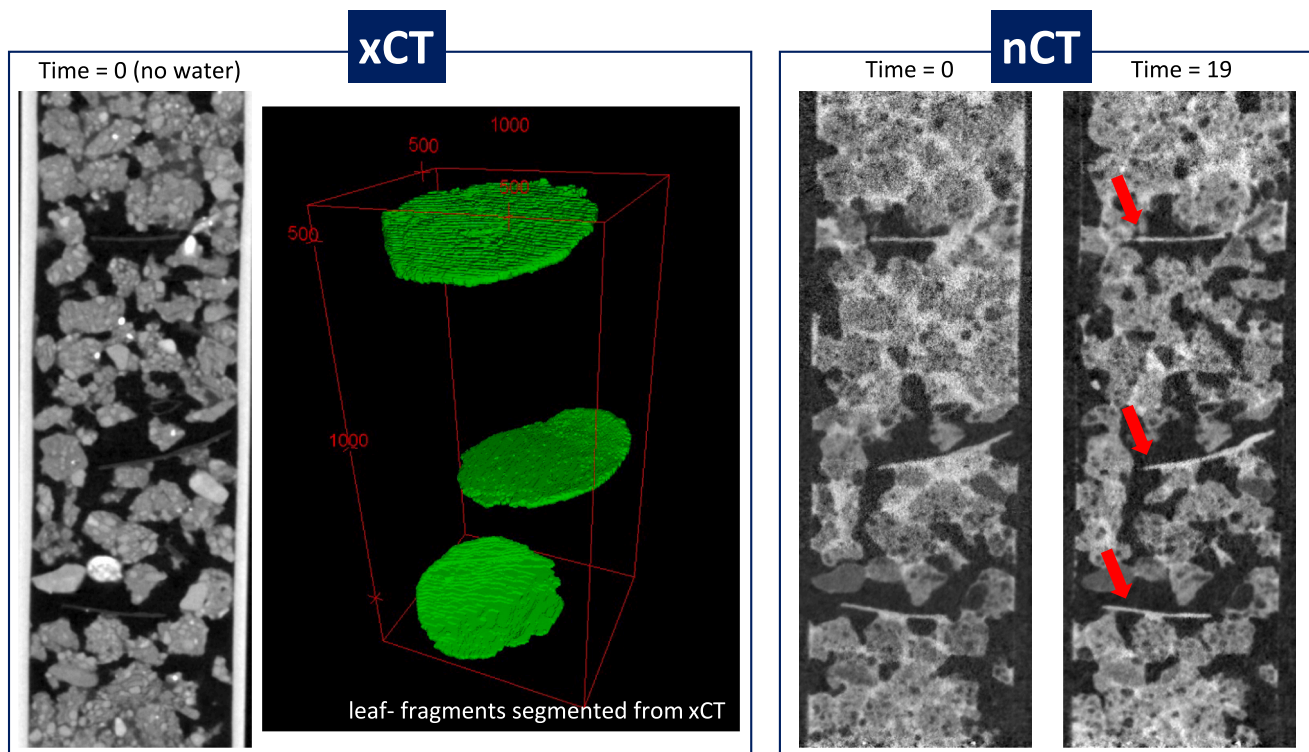 xCT
nCT
Time = 0 (no water)
Time = 0
Time = 19
1000
500
500
500
1000
leaf- fragments segmented from xCT